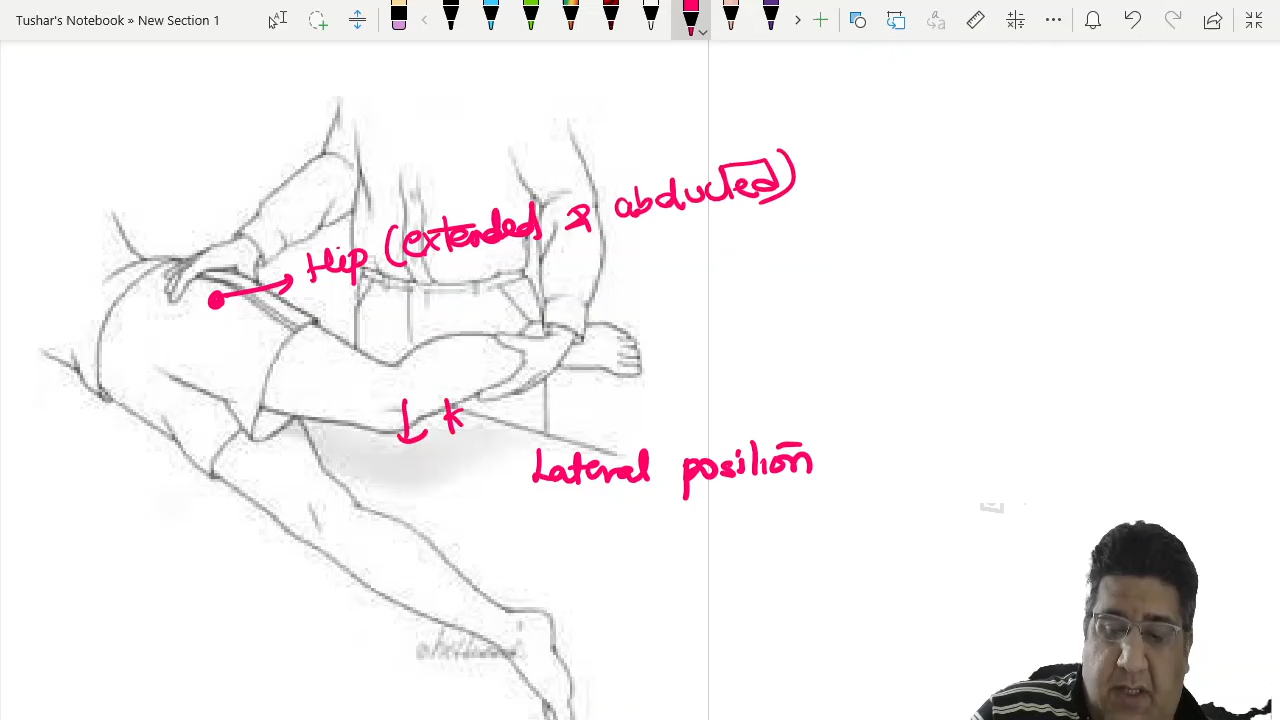 Tushar's Notebook » New Section 1
Hip (extended & abducted)
K
Lateral position